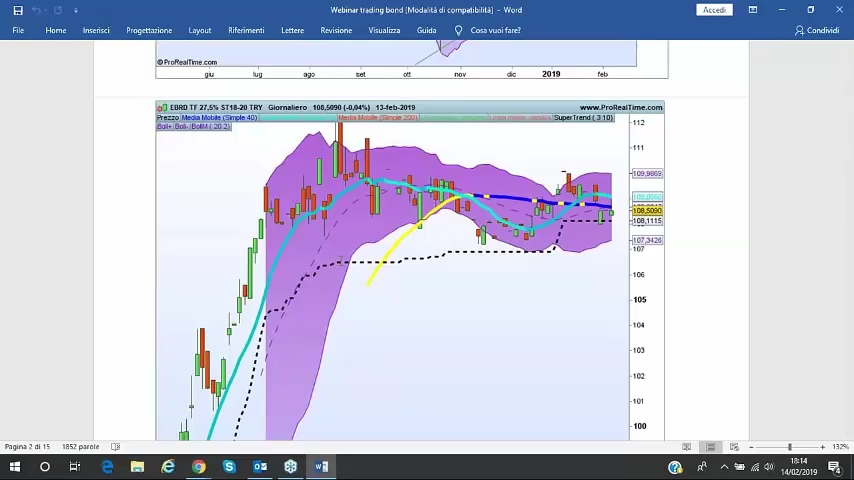 Webinar trading bond [Modalità di compatibilità] - Word
Accedi
File Home Inserisci Progettazione Layout Riferimenti Lettere Revisione Visualizza Guida Cosa vuoi fare? Condividi
©ProRealTime.com
giu lug ago set ott nov dic 2019 feb
EBRD TF 27,5% ST18-20 TRY Giornaliero 108,5090 (-0,04%) 13-feb-2019 www.ProRealTime.com
Prezzo Media Mobile (Simple 40) Media Mobile (Simple 200) SuperTrend (.3 10)
Boll+ Boll- BollM (.20 2)
112
111
109,9869
108,5090
108,1115
107,3426
106
105
104
103
102
101
100
Pagina 2 di 15 1852 parole 132%
18:14
14/02/2019
4